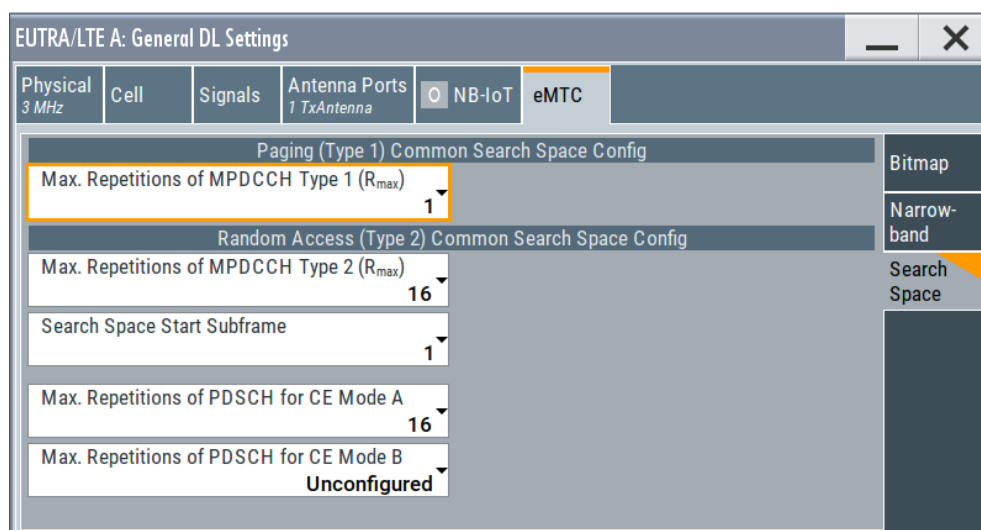 EUTRA/LTE A: General DL Settings
Physical
3 MHz
Cell
Signals
Antenna Ports
1 TxAntenna
O NB-IoT
eMTC
Paging (Type 1) Common Search Space Config
Max. Repetitions of MPDCCH Type 1 (Rmax)
1
Random Access (Type 2) Common Search Space Config
Max. Repetitions of MPDCCH Type 2 (Rmax)
16
Search Space Start Subframe
1
Max. Repetitions of PDSCH for CE Mode A
16
Max. Repetitions of PDSCH for CE Mode B
Unconfigured
Bitmap
Narrow-
band
Search
Space